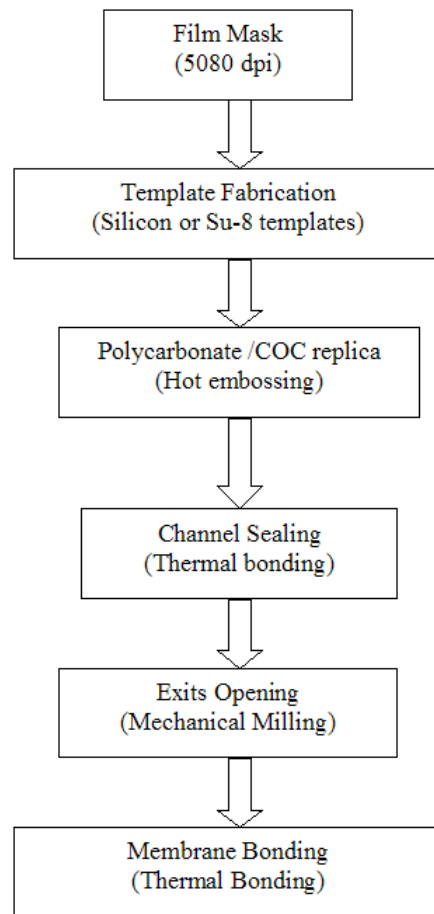 Film Mask
(5080 dpi)
Template Fabrication
(Silicon or Su-8 templates)
Polycarbonate /COC replica
(Hot embossing)
Channel Sealing
(Thermal bonding)
Exits Opening
(Mechanical Milling)
Membrane Bonding
(Thermal Bonding)